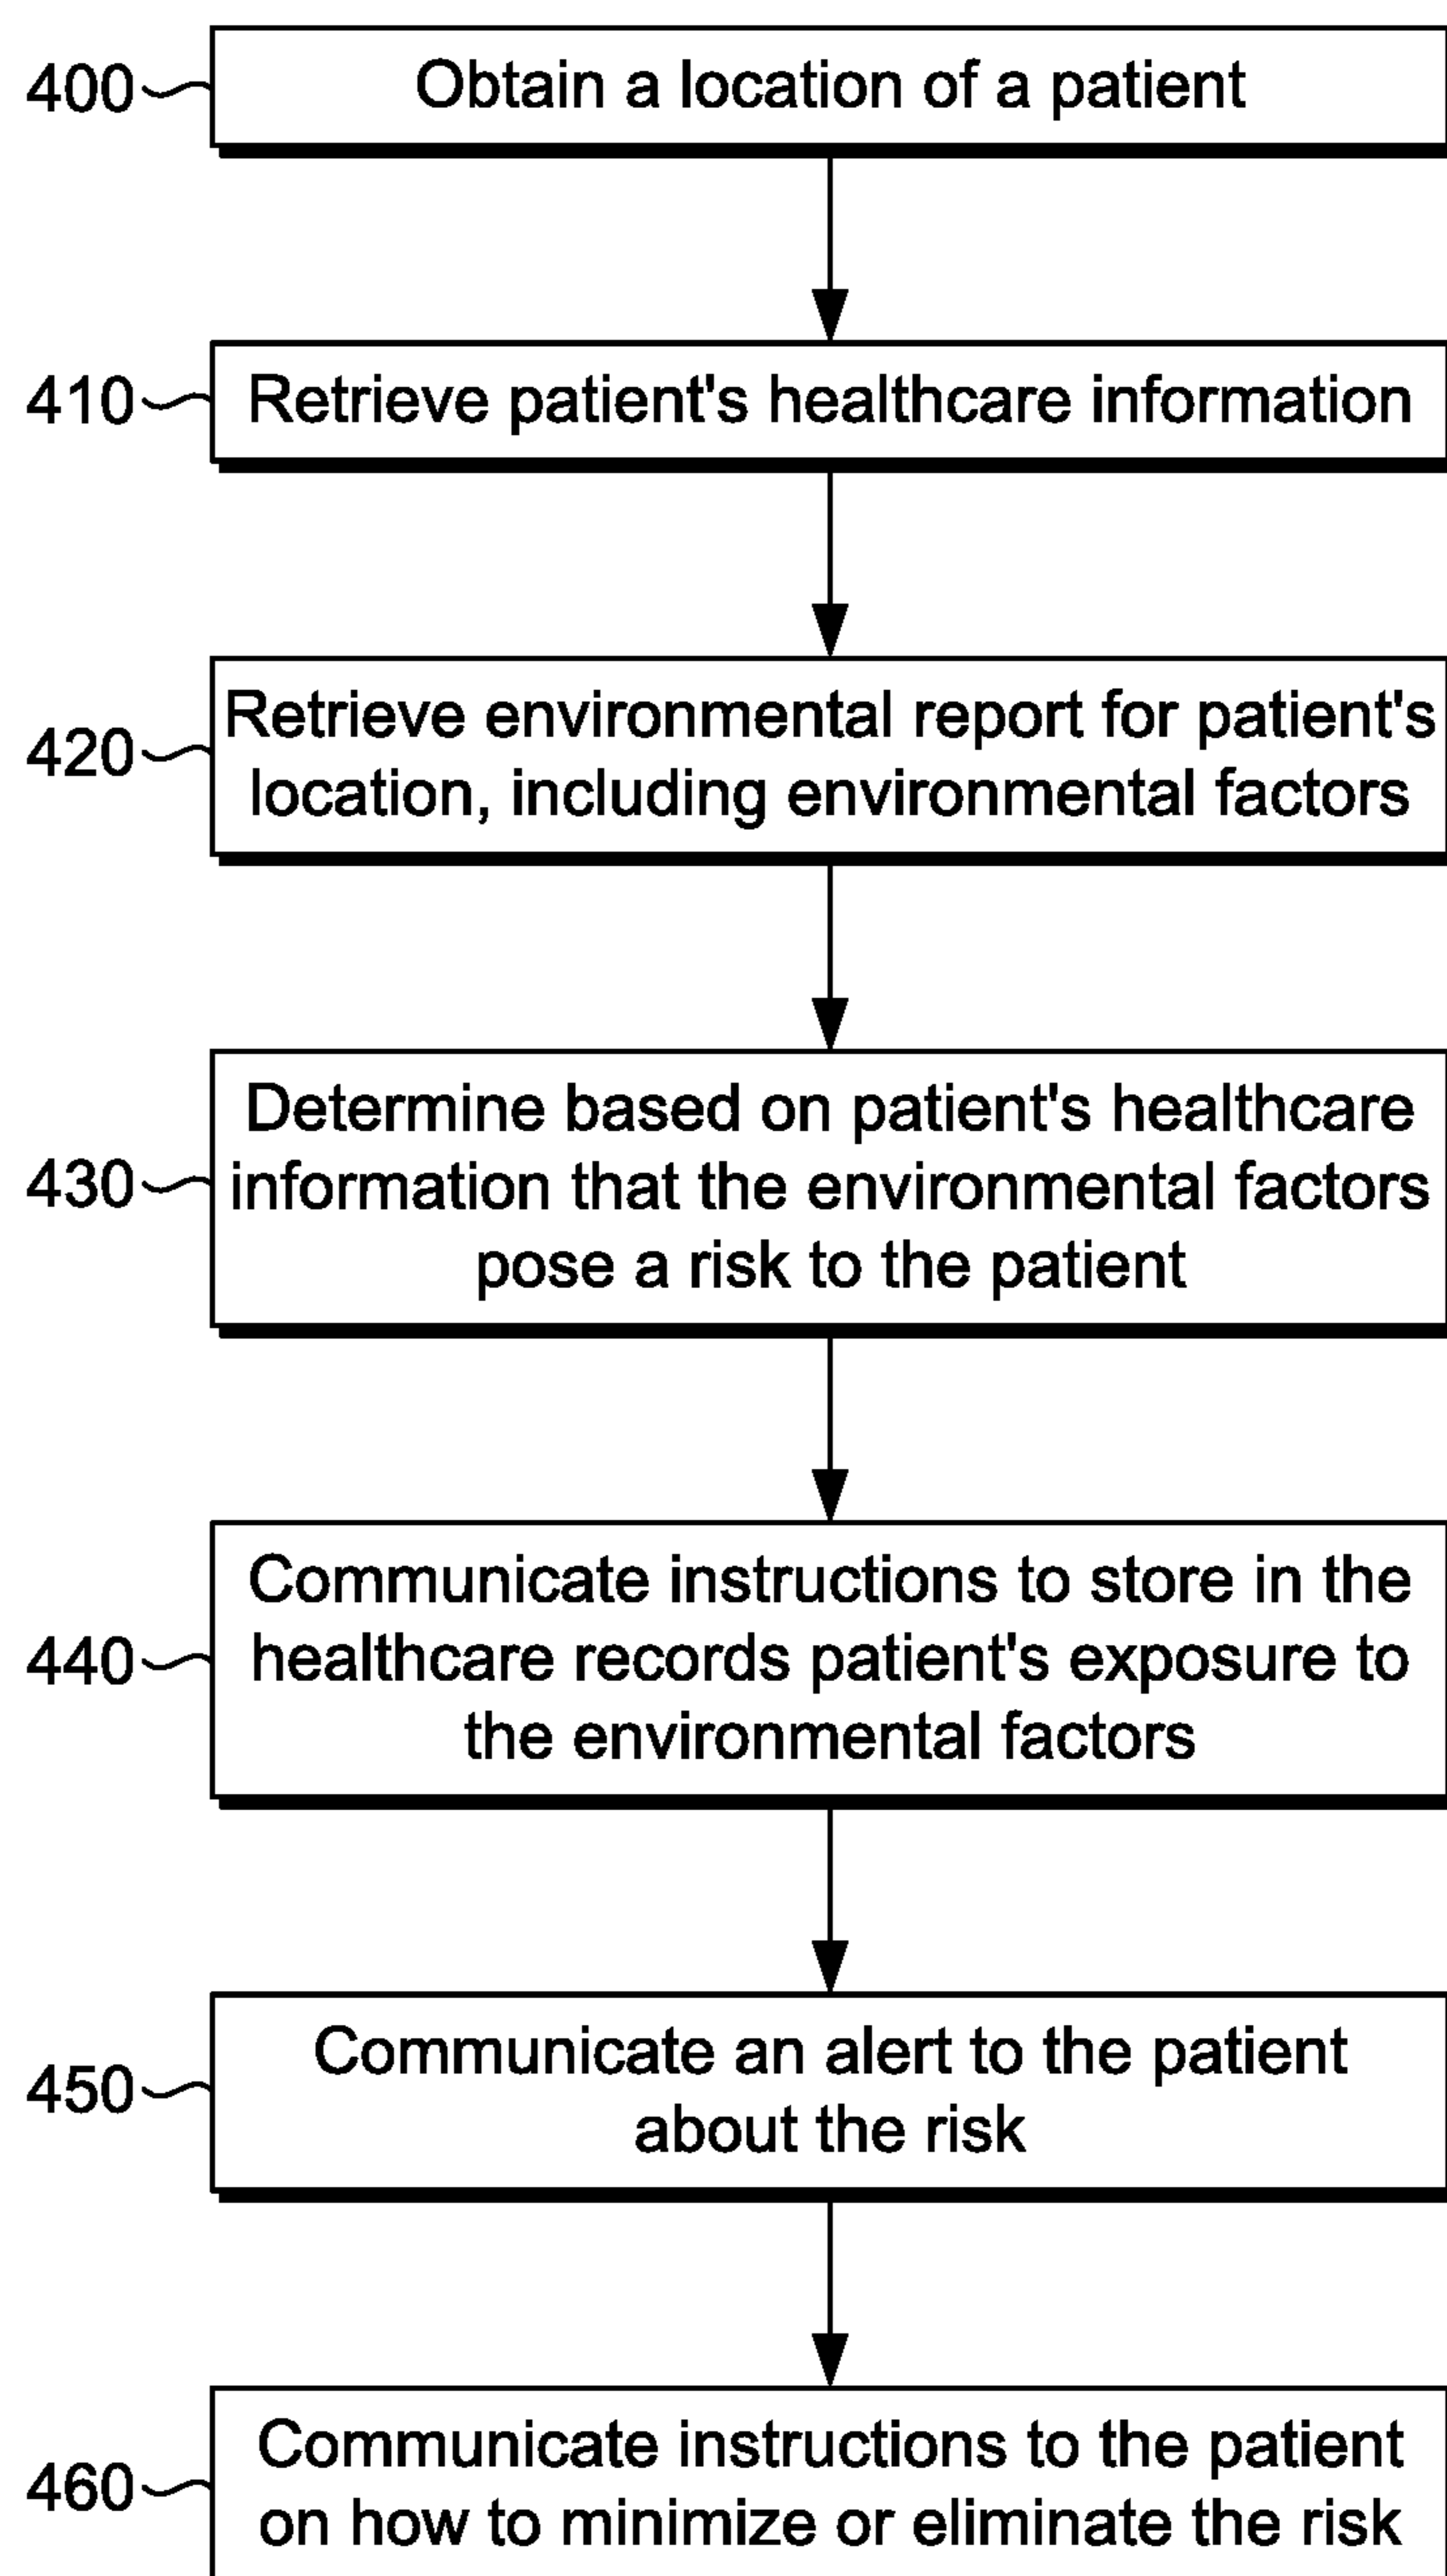 400
Obtain a location of a patient
410
Retrieve patient's healthcare information
420
Retrieve environmental report for patient's
location, including environmental factors
430
Determine based on patient's healthcare
information that the environmental factors
pose a risk to the patient
440
Communicate instructions to store in the
healthcare records patient's exposure to
the environmental factors
450
Communicate an alert to the patient
about the risk
460
Communicate instructions to the patient
on how to minimize or eliminate the risk